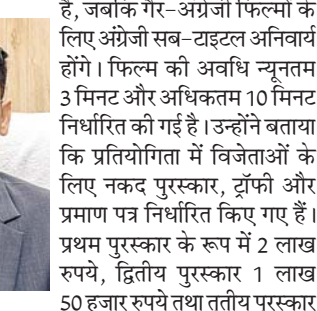 है, जबकि गैर-अंग्रेजी फिल्मों के
लिए अंग्रेजी सब-टाइटल अनिवार्य
होंगे। फिल्म की अवधि न्यूनतम
3 मिनट और अधिकतम 10 मिनट
निर्धारित की गई है। उन्होंने बताया
कि प्रतियोगिता में विजेताओं के
लिए नकद पुरस्कार, ट्रॉफी और
प्रमाण पत्र निर्धारित किए गए हैं।
प्रथम पुरस्कार के रूप में 2 लाख
रुपये, द्वितीय पुरस्कार 1 लाख
50 हजार रुपये तथा तृतीय पुरस्कार